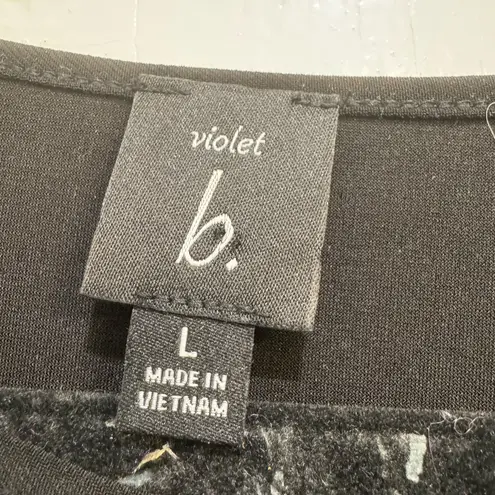 violet
b.
L
MADE IN
VIETNAM